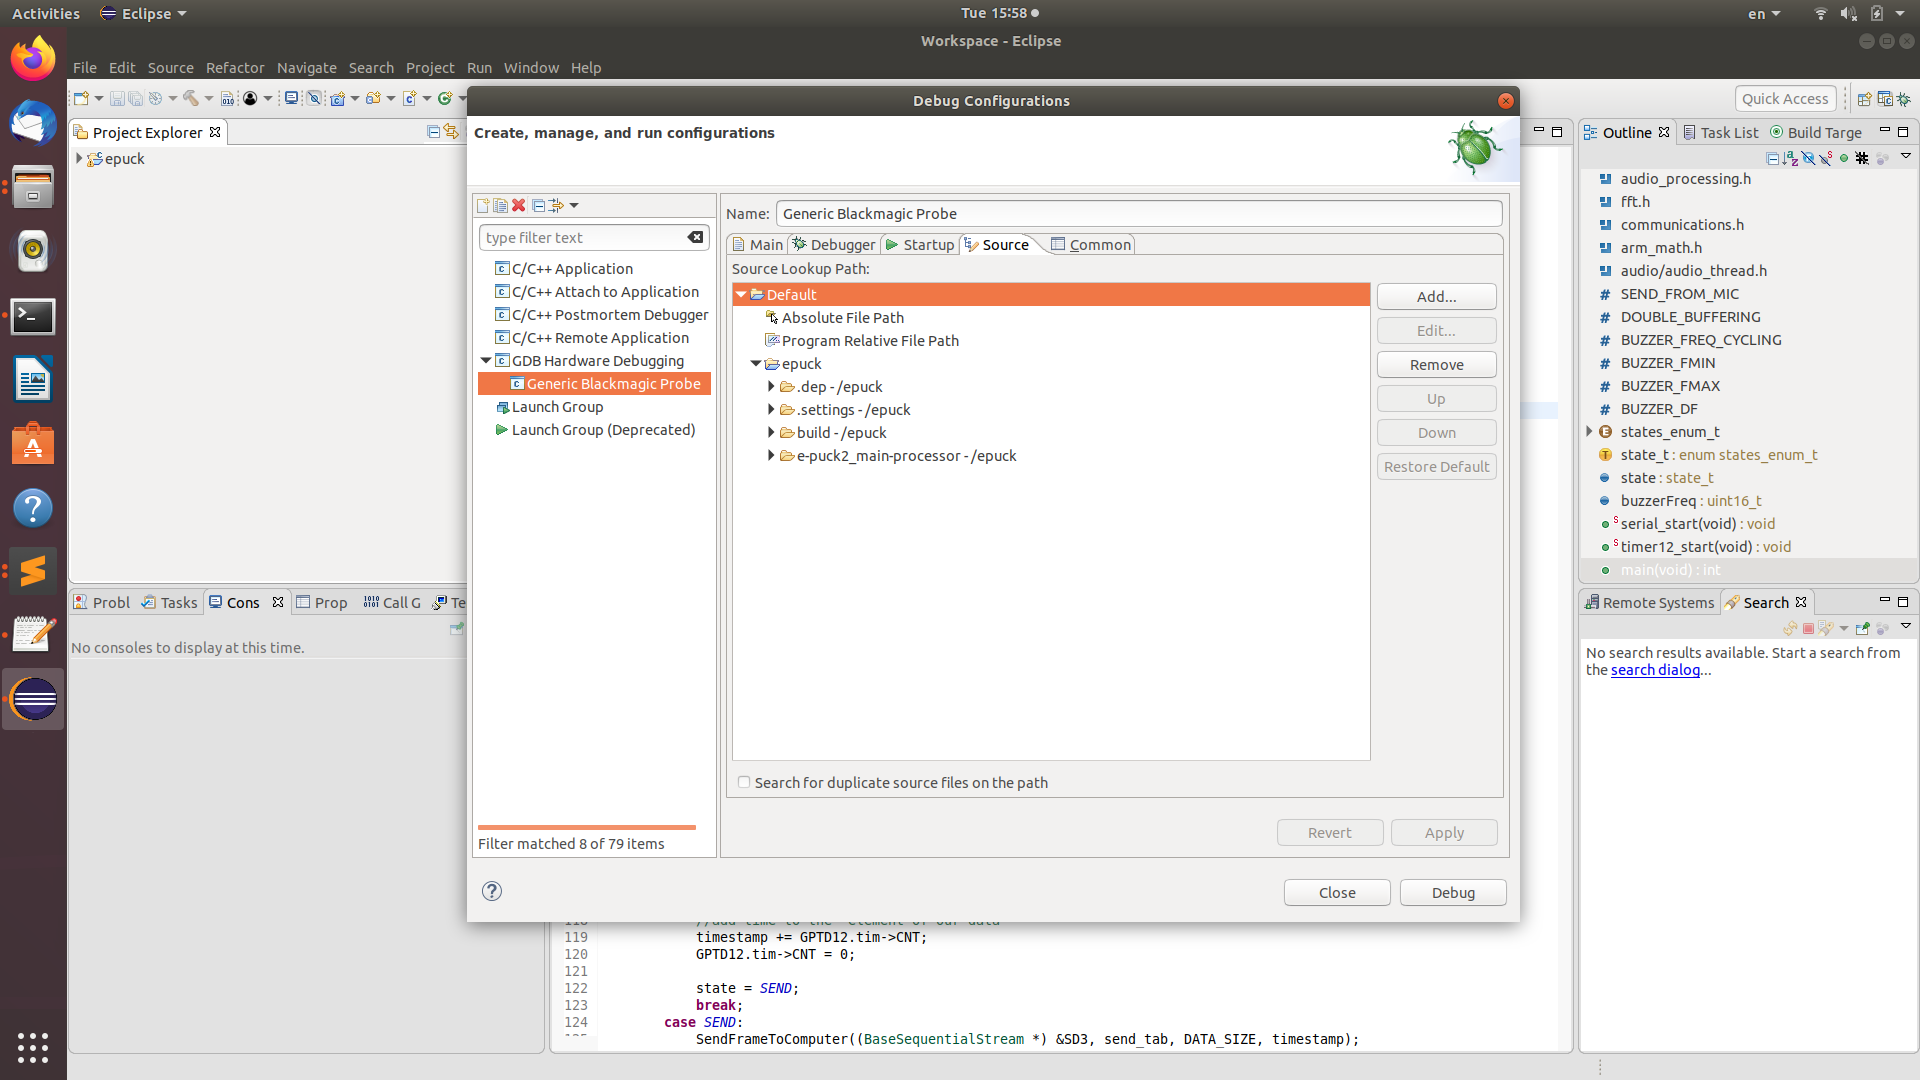 Activities Eclipse Tue 15:58 en
Workspace - Eclipse
File Edit Source Refactor Navigate Search Project Run Window Help
Quick Access
Project Explorer
epuck
Debug Configurations
Create, manage, and run configurations
type filter text
C/C++ Application
C/C++ Attach to Application
C/C++ Postmortem Debugger
C/C++ Remote Application
GDB Hardware Debugging
Generic Blackmagic Probe
Launch Group
Launch Group (Deprecated)
Filter matched 8 of 79 items
Name: Generic Blackmagic Probe
Main Debugger Startup Source Common
Source Lookup Path:
Default
Absolute File Path
Program Relative File Path
epuck
.dep - /epuck
.settings - /epuck
build - /epuck
e-puck2_main-processor - /epuck
Add...
Edit...
Remove
Up
Down
Restore Default
Search for duplicate source files on the path
Revert Apply
Close Debug
Outline Task List Build Targe
audio_processing.h
fft.h
communications.h
arm_math.h
audio/audio_thread.h
SEND_FROM_MIC
DOUBLE_BUFFERING
BUZZER_FREQ_CYCLING
BUZZER_FMIN
BUZZER_FMAX
BUZZER_DF
states_enum_t
state_t : enum states_enum_t
state : state_t
buzzerFreq : uint16_t
serial_start(void) : void
timer12_start(void) : void
main(void) : int
Probl Tasks Cons Prop Call G Te
No consoles to display at this time.
119 timestamp += GPTD12.tim->CNT;
120 GPTD12.tim->CNT = 0;
121
122 state = SEND;
123 break;
124 case SEND:
SendFrameToComputer((BaseSequentialStream *) &SD3, send_tab, DATA_SIZE, timestamp);
Remote Systems Search
No search results available. Start a search from
the search dialog...